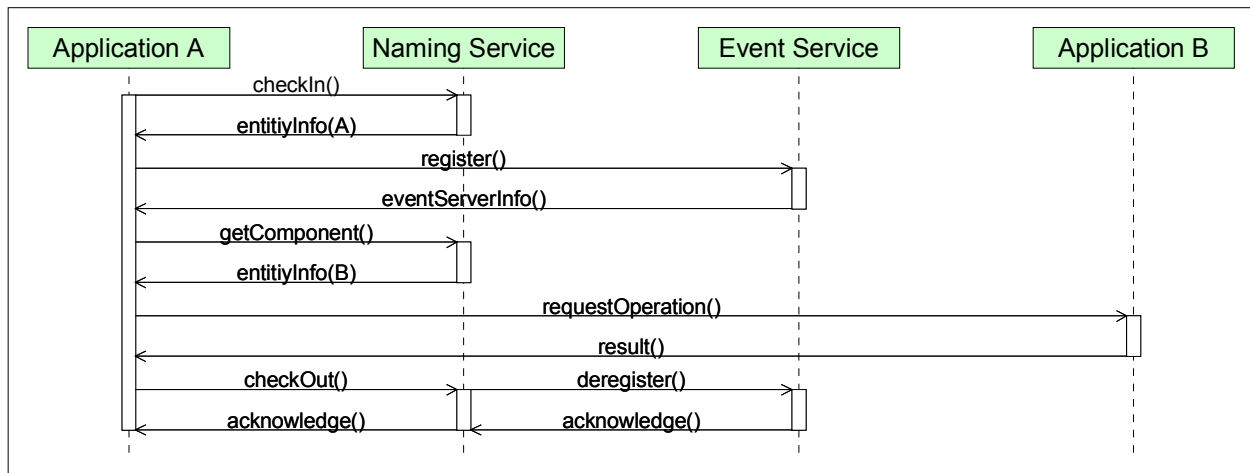 Application A Naming Service Event Service Application B
checkIn()
entitiyInfo(A)
register()
eventServerInfo()
getComponent()
entitiyInfo(B)
requestOperation()
result()
checkOut() deregister()
acknowledge() acknowledge()